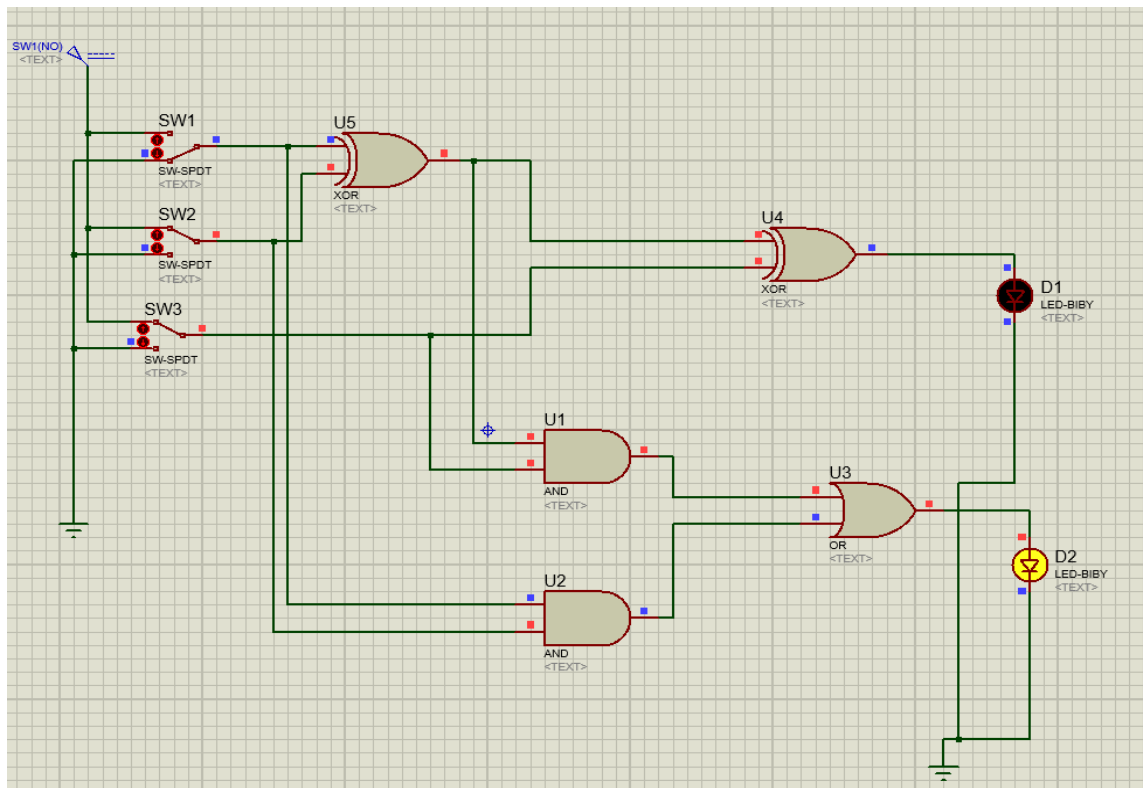 SW1(NO)
<TEXT>
SW1
SW-SPDT
<TEXT>
U5
XOR
<TEXT>
SW2
SW-SPDT
<TEXT>
U4
XOR
<TEXT>
D1
LED-BIBY
<TEXT>
SW3
SW-SPDT
<TEXT>
U1
AND
<TEXT>
U3
OR
<TEXT>
D2
LED-BIBY
<TEXT>
U2
AND
<TEXT>